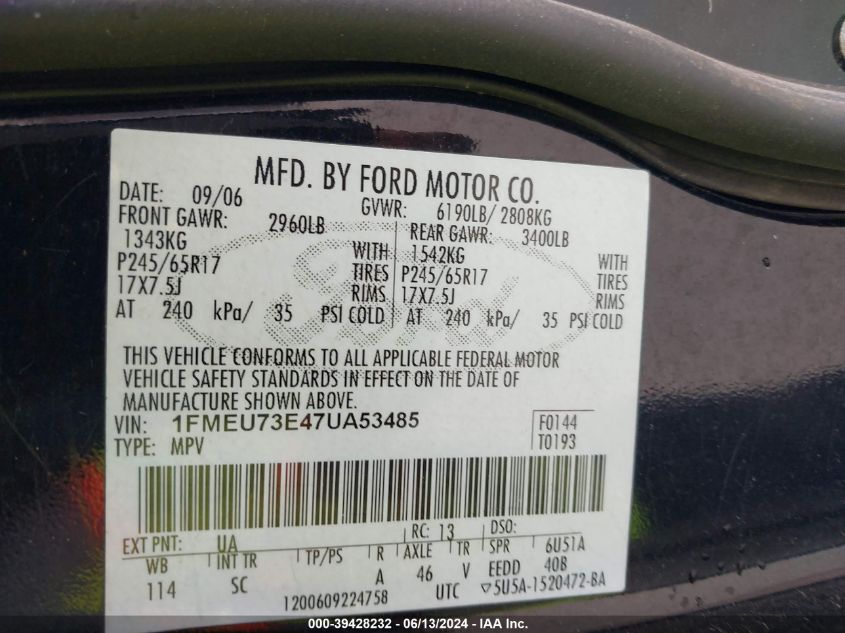 MFD. BY FORD MOTOR CO.
DATE: 09/06 GVWR: 6190LB/ 2808KG
FRONT GAWR: 2960LB REAR GAWR: 3400LB
1343KG WITH 1542KG WITH
P245/65R17 TIRES P245/65R17 TIRES
17X7.5J RIMS 17X7.5J RIMS
AT 240 kPa/ 35 PSI COLD AT 240 kPa/ 35 PSI COLD
THIS VEHICLE CONFORMS TO ALL APPLICABLE FEDERAL MOTOR
VEHICLE SAFETY STANDARDS IN EFFECT ON THE DATE OF
MANUFACTURE SHOWN ABOVE.
VIN: 1FMEU73E47UA53485 F0144
TYPE: MPV T0193
EXT PNT: UA RC: 13 DSO:
WB INT TR TP/PS R AXLE TR SPR 6U51A
114 SC A 46 V EEDD 40B
1200609224758 UTC ▽5U5A-1520472-BA
000-39428232 - 06/13/2024 - IAA Inc.